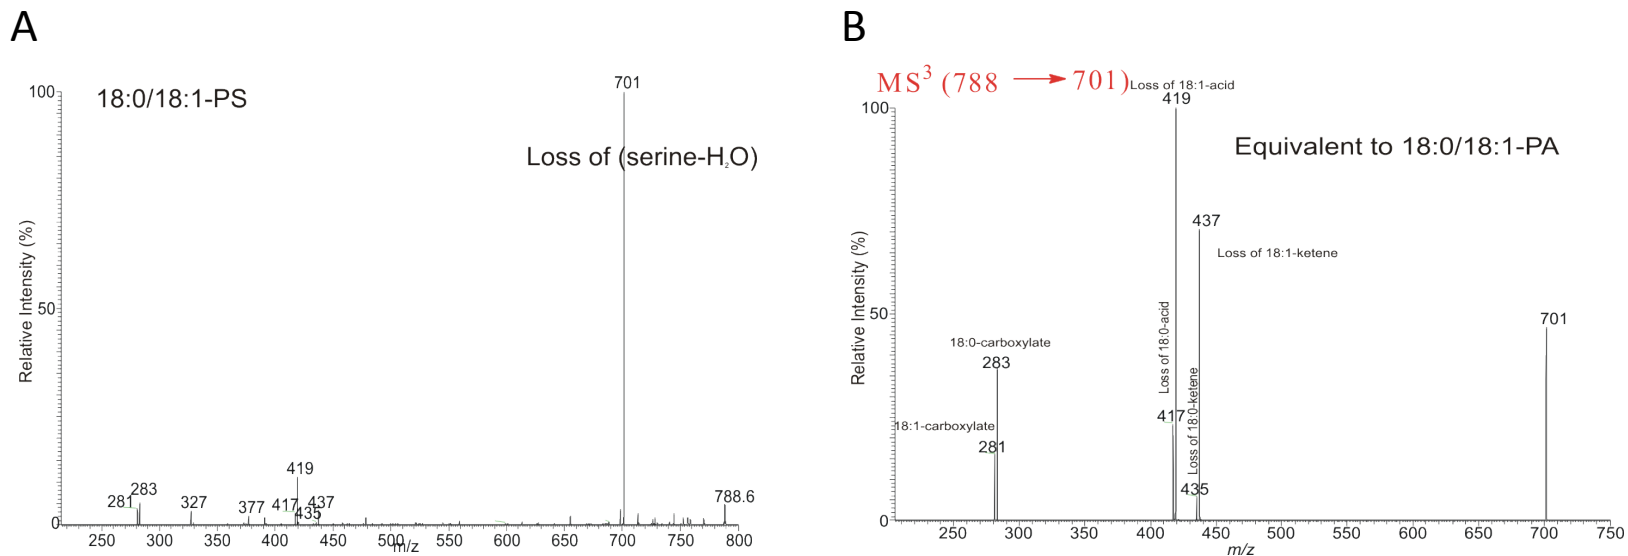 A
18:0/18:1-PS
701
Loss of (serine-H₂O)
100
50
0
Relative Intensity (%)
281
283
327
377
419
417
435
437
788.6
250 300 350 400 450 500 550 600 650 700 750 800
m/z
B
MS³ (788 → 701)
Loss of 18:1-acid
419
Equivalent to 18:0/18:1-PA
437
Loss of 18:1-ketene
701
100
50
0
Relative Intensity (%)
18:0-carboxylate
283
18:1-carboxylate
281
Loss of 18:0-acid
417
Loss of 18:0-ketene
435
250 300 350 400 450 500 550 600 650 700 750
m/z